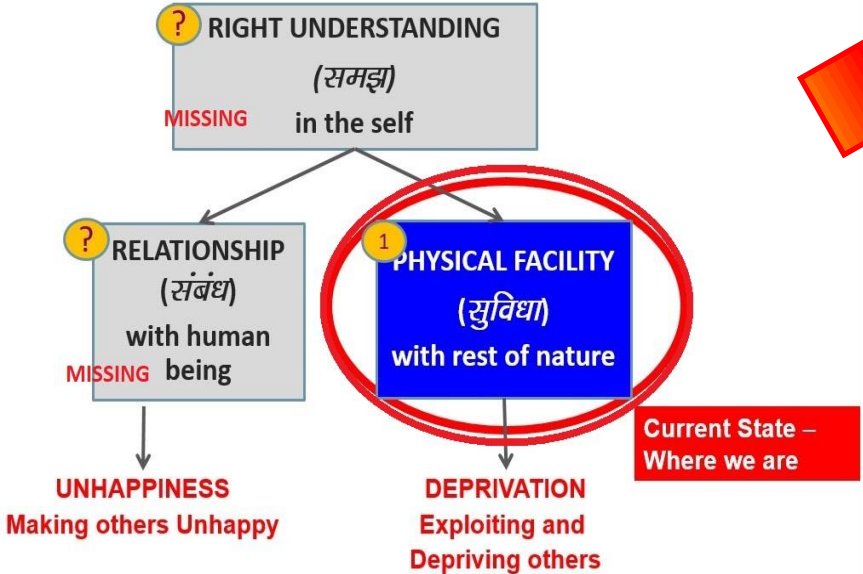 ? RIGHT UNDERSTANDING
(समझ)
MISSING in the self
? RELATIONSHIP
(संबंध)
with human
MISSING being
1
PHYSICAL FACILITY
(सुविधा)
with rest of nature
Current State –
Where we are
UNHAPPINESS
Making others Unhappy
DEPRIVATION
Exploiting and
Depriving others